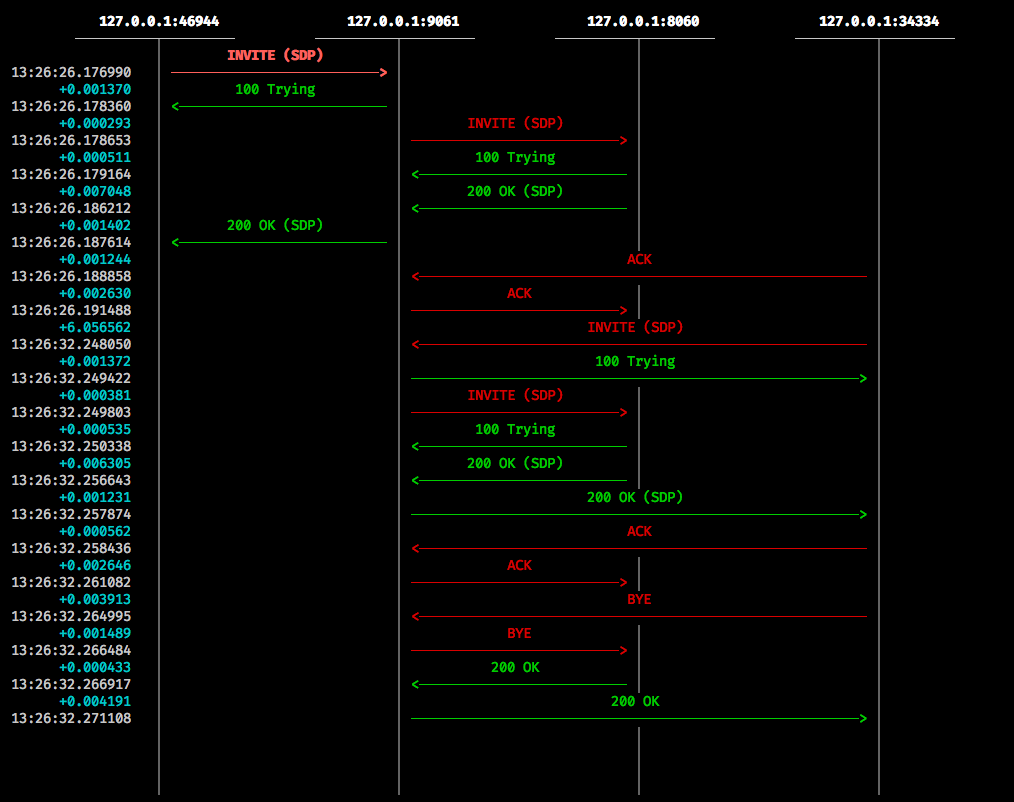 127.0.0.1:46944 127.0.0.1:9061 127.0.0.1:8060 127.0.0.1:34334
INVITE (SDP)
13:26:26.176990
+0.001370 100 Trying
13:26:26.178360
+0.000293 INVITE (SDP)
13:26:26.178653
+0.000511 100 Trying
13:26:26.179164
+0.007048 200 OK (SDP)
13:26:26.186212
+0.001402 200 OK (SDP)
13:26:26.187614
+0.001244 ACK
13:26:26.188858
+0.002630 ACK
13:26:26.191488
+6.056562 INVITE (SDP)
13:26:32.248050
+0.001372 100 Trying
13:26:32.249422
+0.000381 INVITE (SDP)
13:26:32.249803
+0.000535 100 Trying
13:26:32.250338
+0.006305 200 OK (SDP)
13:26:32.256643
+0.001231 200 OK (SDP)
13:26:32.257874
+0.000562 ACK
13:26:32.258436
+0.002646 ACK
13:26:32.261082
+0.003913 BYE
13:26:32.264995
+0.001489 BYE
13:26:32.266484
+0.000433 200 OK
13:26:32.266917
+0.004191 200 OK
13:26:32.271108